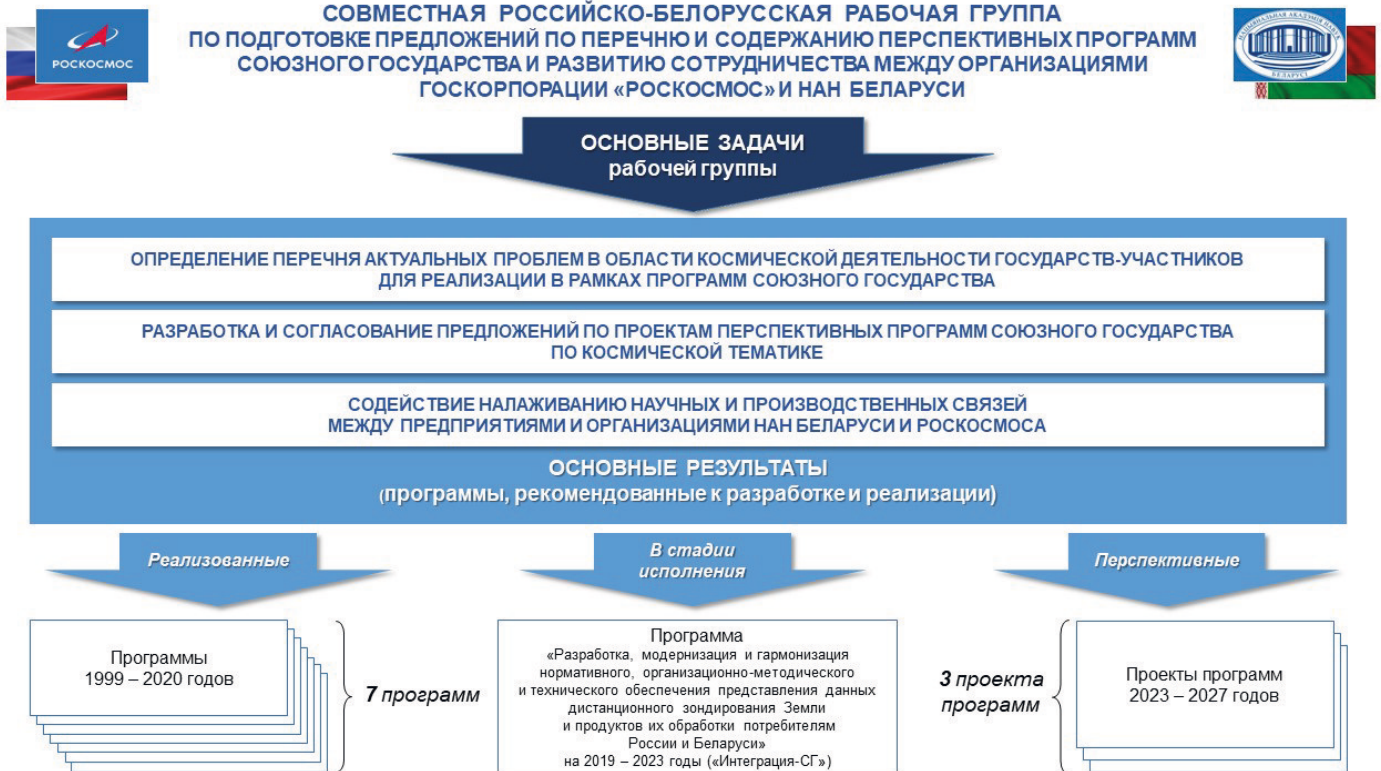 СОВМЕСТНАЯ РОССИЙСКО-БЕЛОРУССКАЯ РАБОЧАЯ ГРУППА
ПО ПОДГОТОВКЕ ПРЕДЛОЖЕНИЙ ПО ПЕРЕЧНЮ И СОДЕРЖАНИЮ ПЕРСПЕКТИВНЫХ ПРОГРАММ
СОЮЗНОГО ГОСУДАРСТВА И РАЗВИТИЮ СОТРУДНИЧЕСТВА МЕЖДУ ОРГАНИЗАЦИЯМИ
ГОСКОРПОРАЦИИ «РОСКОСМОС» И НАН БЕЛАРУСИ
РОСКОСМОС
НАЦЫЯНАЛЬНАЯ АКАДЭМІЯ НАВУК
БЕЛАРУСІ
ОСНОВНЫЕ ЗАДАЧИ
рабочей группы
ОПРЕДЕЛЕНИЕ ПЕРЕЧНЯ АКТУАЛЬНЫХ ПРОБЛЕМ В ОБЛАСТИ КОСМИЧЕСКОЙ ДЕЯТЕЛЬНОСТИ ГОСУДАРСТВ-УЧАСТНИКОВ
ДЛЯ РЕАЛИЗАЦИИ В РАМКАХ ПРОГРАММ СОЮЗНОГО ГОСУДАРСТВА
РАЗРАБОТКА И СОГЛАСОВАНИЕ ПРЕДЛОЖЕНИЙ ПО ПРОЕКТАМ ПЕРСПЕКТИВНЫХ ПРОГРАММ СОЮЗНОГО ГОСУДАРСТВА
ПО КОСМИЧЕСКОЙ ТЕМАТИКЕ
СОДЕЙСТВИЕ НАЛАЖИВАНИЮ НАУЧНЫХ И ПРОИЗВОДСТВЕННЫХ СВЯЗЕЙ
МЕЖДУ ПРЕДПРИЯТИЯМИ И ОРГАНИЗАЦИЯМИ НАН БЕЛАРУСИ И РОСКОСМОСА
ОСНОВНЫЕ РЕЗУЛЬТАТЫ
(программы, рекомендованные к разработке и реализации)
Реализованные
Программы
1999 – 2020 годов
7 программ
В стадии
исполнения
Программа
«Разработка, модернизация и гармонизация
нормативного, организационно-методического
и технического обеспечения представления данных
дистанционного зондирования Земли
и продуктов их обработки потребителям
России и Беларуси»
на 2019 – 2023 годы («Интеграция-СГ»)
Перспективные
3 проекта
программ
Проекты программ
2023 – 2027 годов